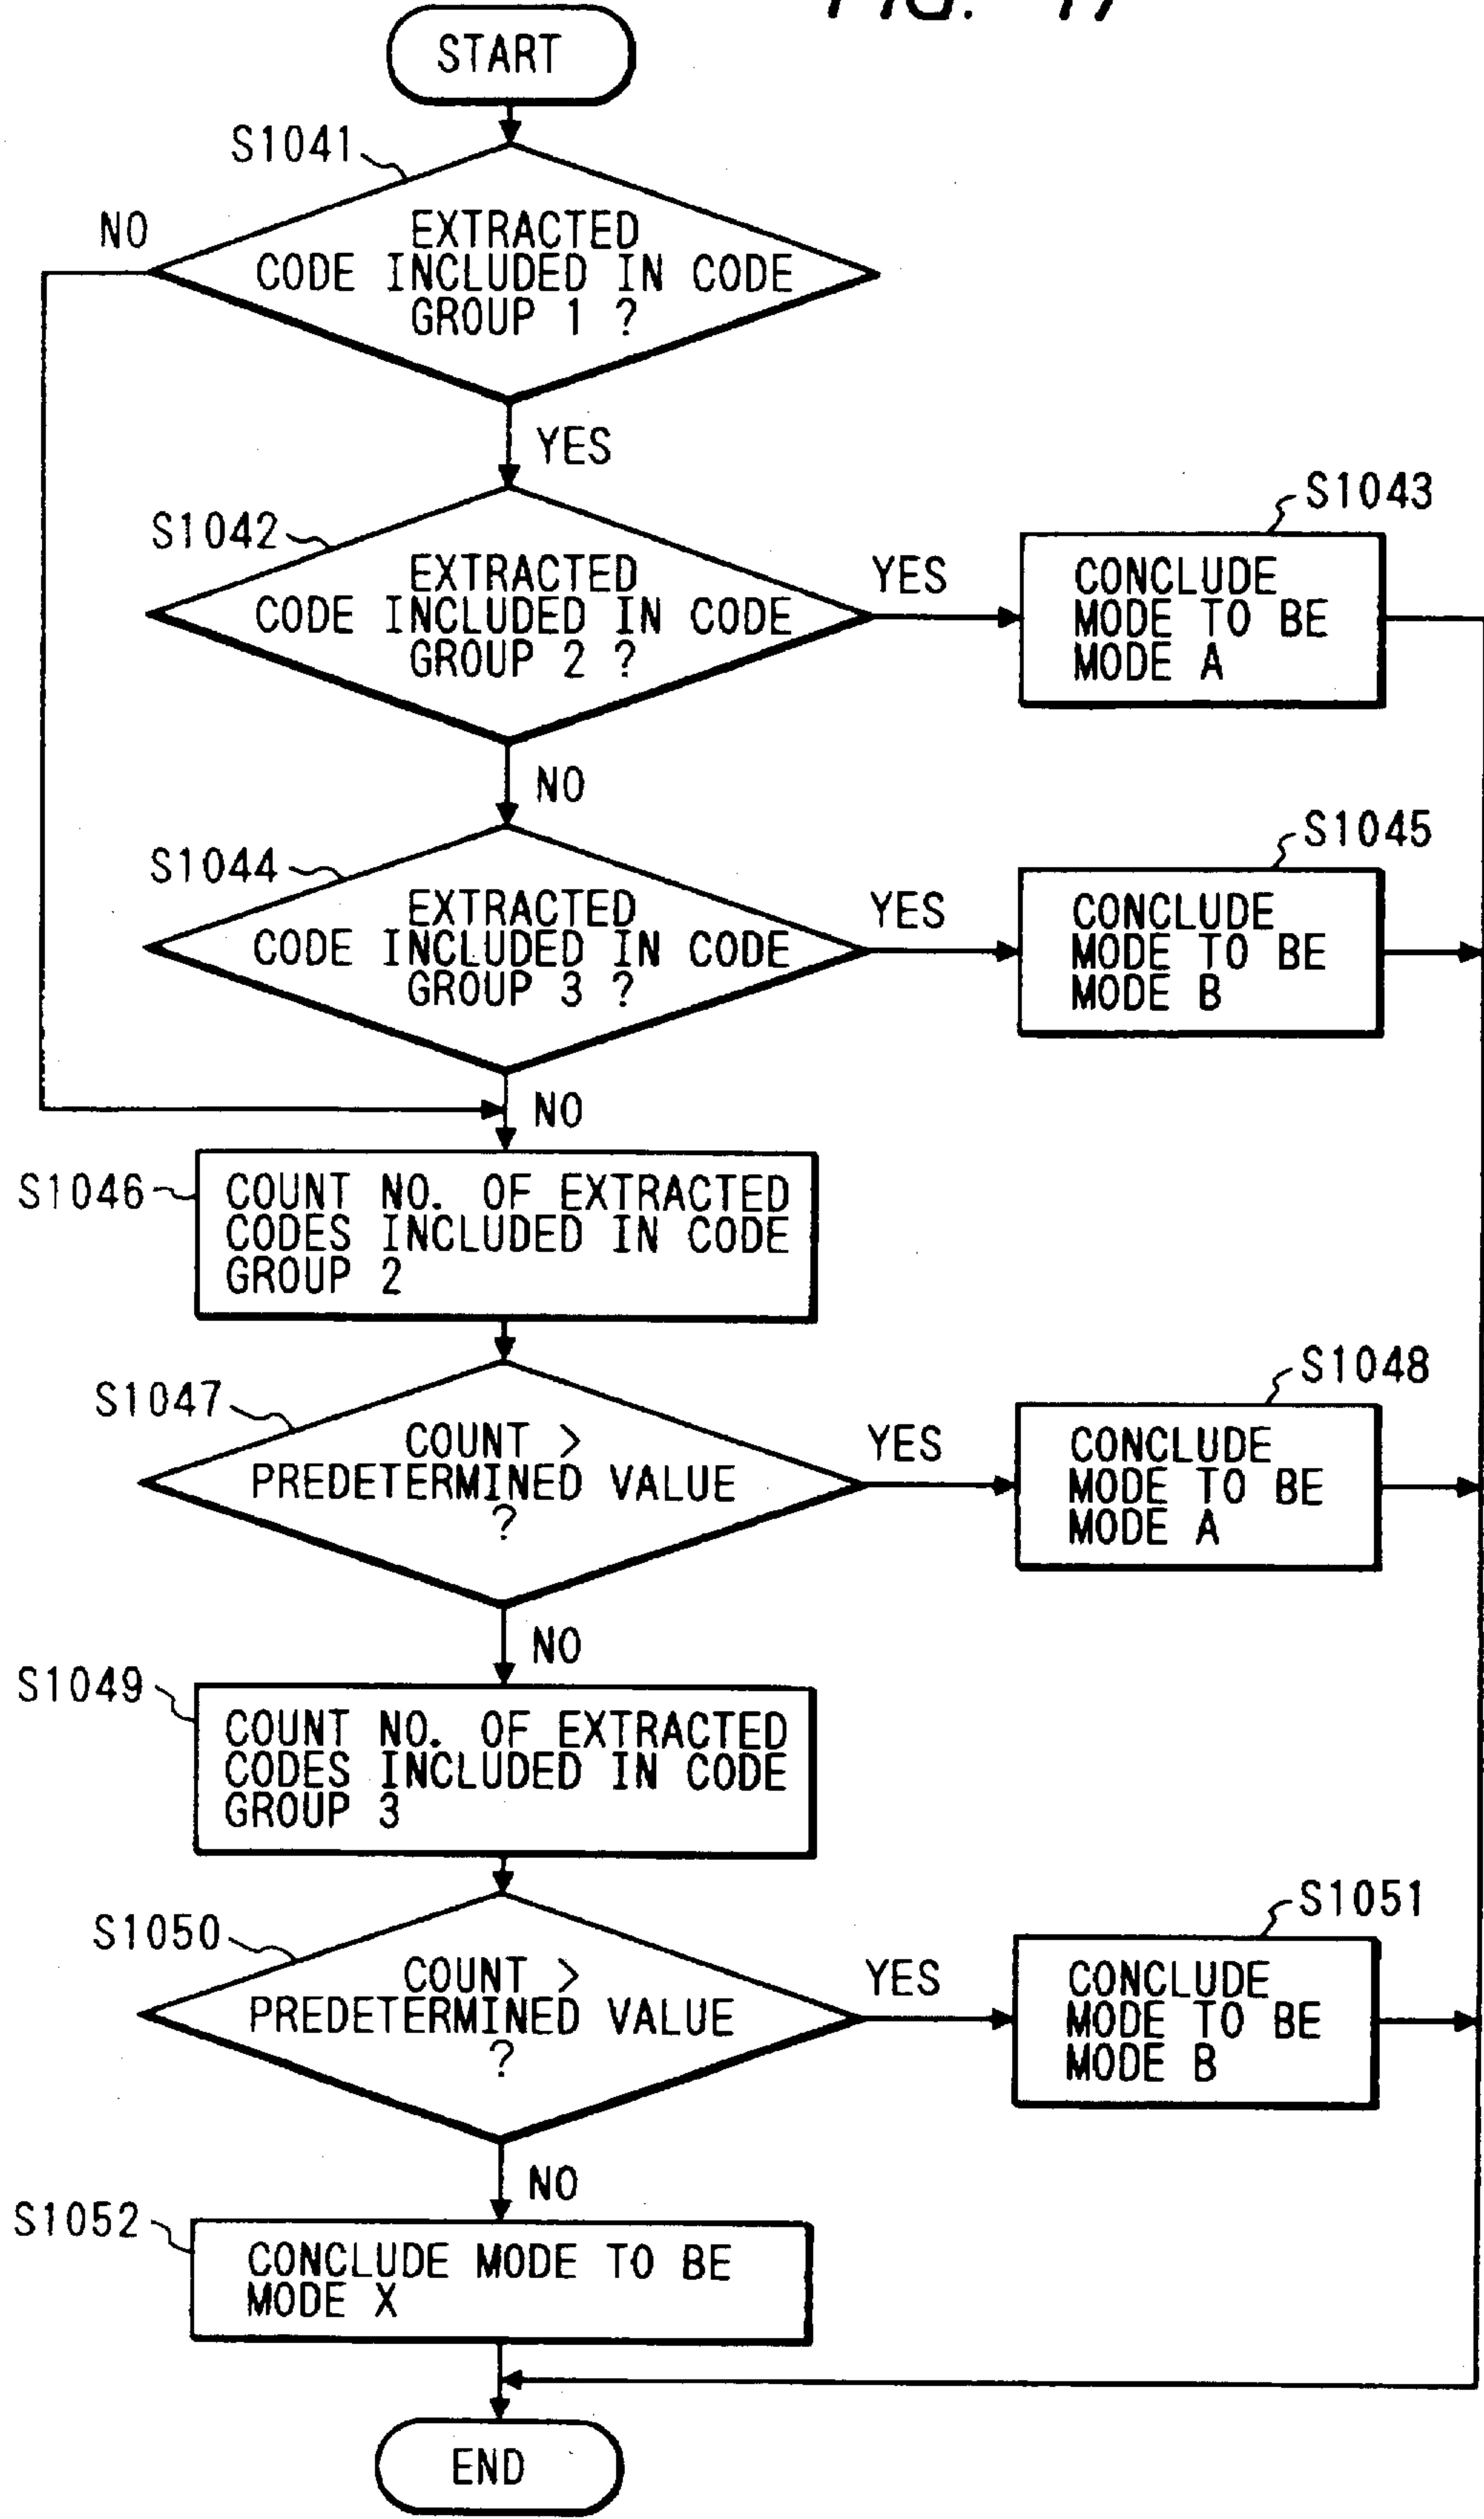 START
S1041
NO
EXTRACTED
CODE INCLUDED IN CODE
GROUP 1 ?
YES
S1042
EXTRACTED
CODE INCLUDED IN CODE
GROUP 2 ?
YES
S1043
CONCLUDE
MODE TO BE
MODE A
NO
S1044
EXTRACTED
CODE INCLUDED IN CODE
GROUP 3 ?
YES
S1045
CONCLUDE
MODE TO BE
MODE B
NO
S1046
COUNT NO. OF EXTRACTED
CODES INCLUDED IN CODE
GROUP 2
S1047
COUNT >
PREDETERMINED VALUE
?
YES
S1048
CONCLUDE
MODE TO BE
MODE A
NO
S1049
COUNT NO. OF EXTRACTED
CODES INCLUDED IN CODE
GROUP 3
S1050
COUNT >
PREDETERMINED VALUE
?
YES
S1051
CONCLUDE
MODE TO BE
MODE B
NO
S1052
CONCLUDE MODE TO BE
MODE X
END